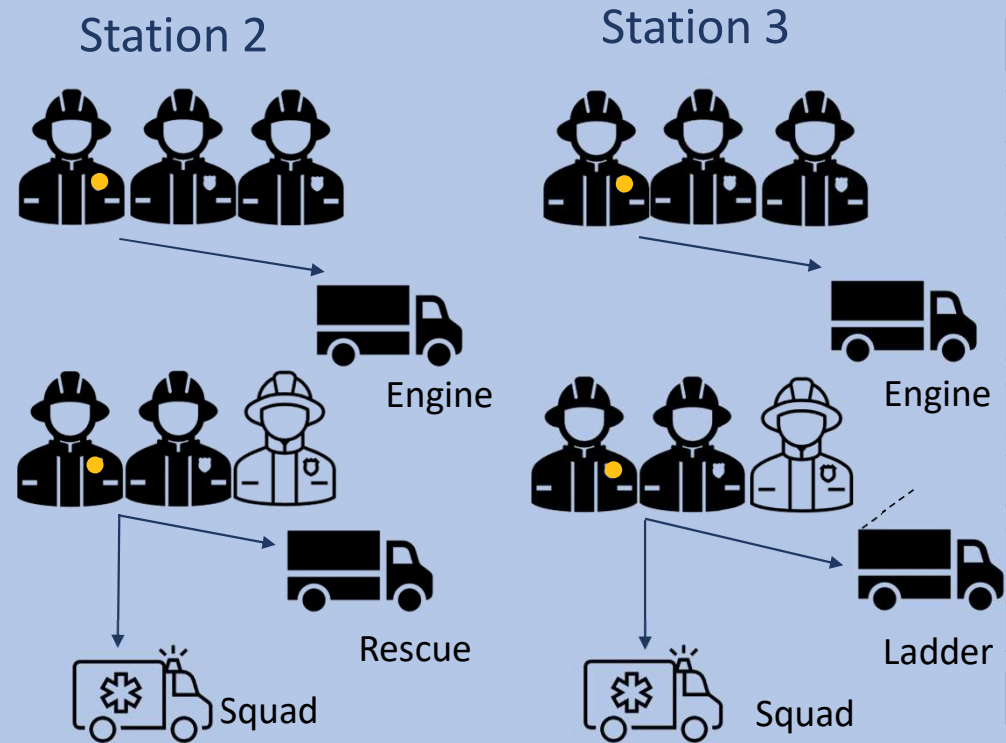 Station 2
Station 3
Engine
Engine
Rescue
Ladder
Squad
Squad